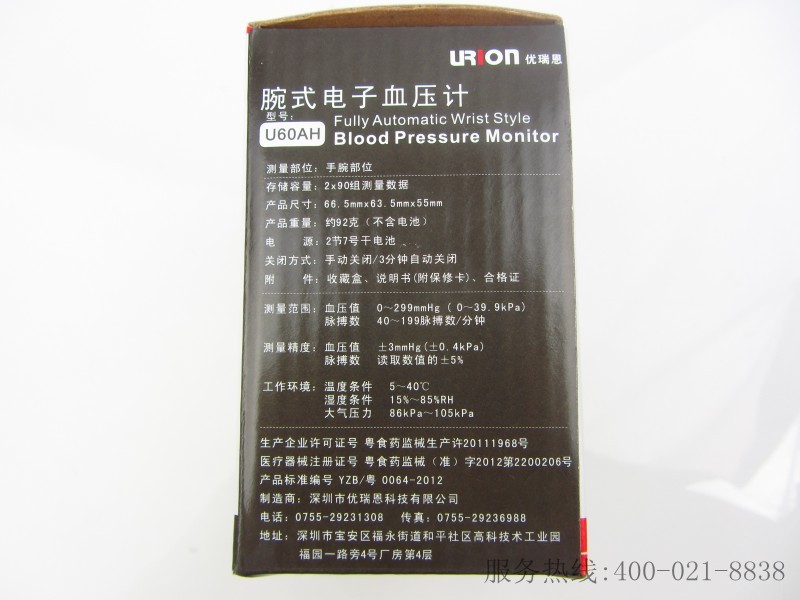 URION 优瑞恩
腕式电子血压计
型号:
U60AH
Fully Automatic Wrist Style
Blood Pressure Monitor
测量部位: 手腕部位
存储容量: 2x90组测量数据
产品尺寸: 66.5mmx63.5mmx55mm
产品重量: 约92克（不含电池）
电 源: 2节7号干电池
关闭方式: 手动关闭/3分钟自动关闭
附 件: 收藏盒、说明书(附保修卡)、合格证
测量范围: 血压值 0～299mmHg ( 0～39.9kPa)
脉搏数 40～199脉搏数/分钟
测量精度: 血压值 ±3mmHg(±0.4kPa)
脉搏数 读取数值的±5%
工作环境: 温度条件 5～40℃
湿度条件 15%～85%RH
大气压力 86kPa～105kPa
生产企业许可证号 粤食药监械生产许20111968号
医疗器械注册证号 粤食药监械（准）字2012第2200206号
产品标准编号 YZB/粤 0064-2012
制造商: 深圳市优瑞恩科技有限公司
电话: 0755-29231308 传真: 0755-29236988
地址: 深圳市宝安区福永街道和平社区高科技术工业园
福园一路旁4号厂房第4层
服务热线:400-021-8838